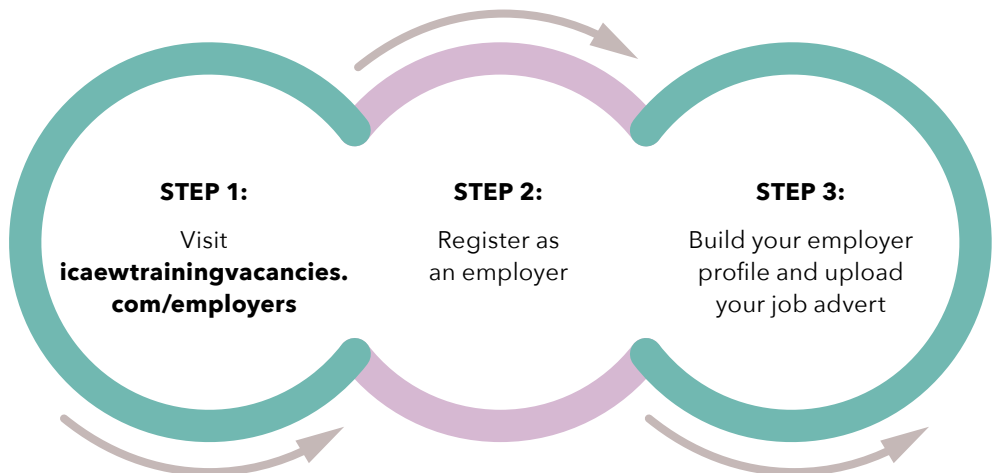 STEP 1:
Visit
icaewtrainingvacancies.
com/employers
STEP 2:
Register as
an employer
STEP 3:
Build your employer
profile and upload
your job advert